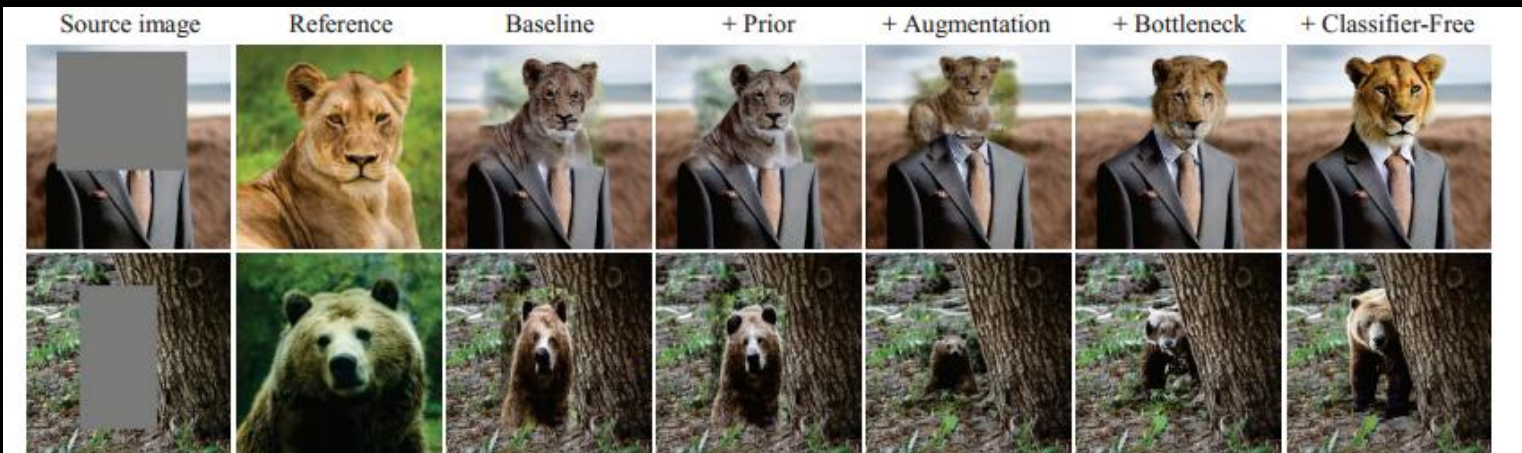 Source image Reference Baseline + Prior + Augmentation + Bottleneck + Classifier-Free